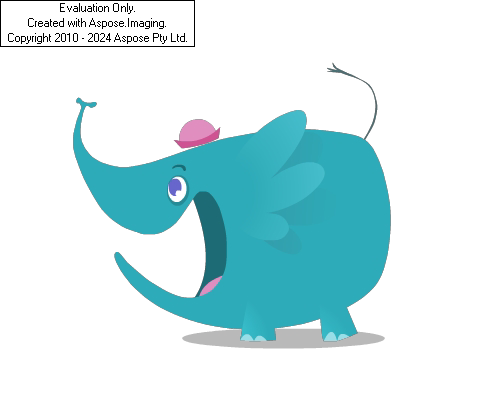 Evaluation Only.
Created with Aspose.Imaging.
Copyright 2010 - 2024 Aspose Pty Ltd.